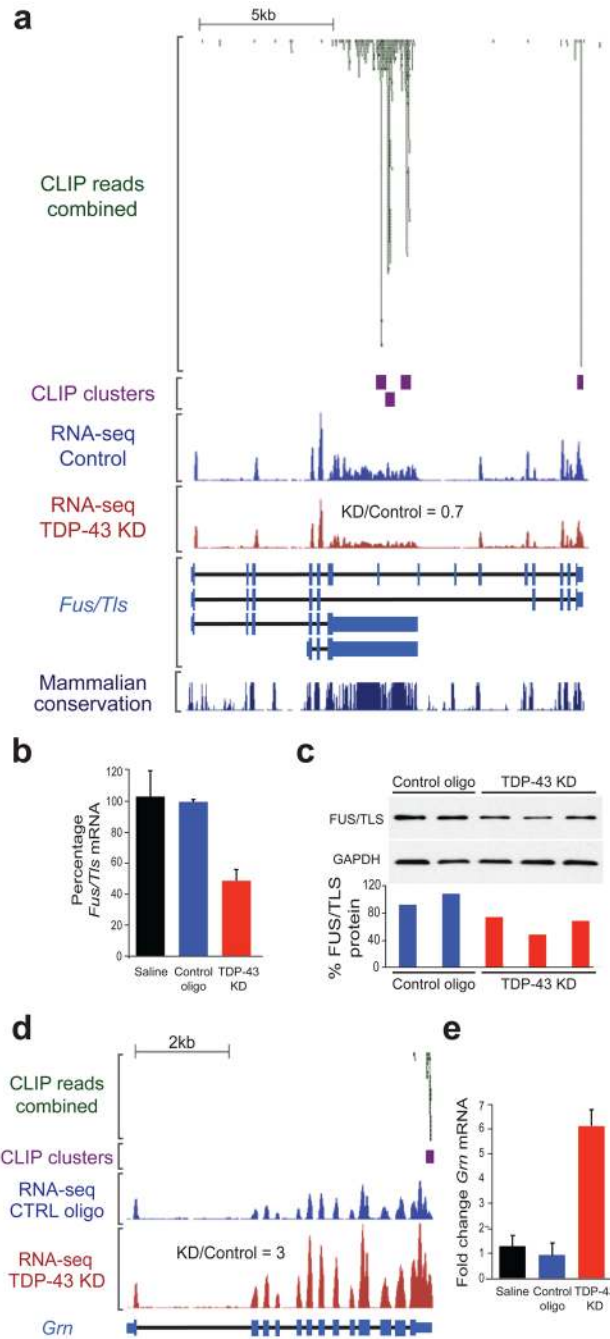 a
5kb
CLIP reads
combined
CLIP clusters
RNA-seq
Control
RNA-seq
TDP-43 KD
KD/Control = 0.7
Fus/Tls
Mammalian
conservation
b
Percentage
Fus/Tls mRNA
120
100
80
60
40
20
0
Saline
Control
oligo
TDP-43
KD
c
Control oligo
TDP-43 KD
FUS/TLS
GAPDH
% FUS/TLS
protein
120
80
40
0
Control oligo
TDP-43 KD
d
2kb
CLIP reads
combined
CLIP clusters
RNA-seq
CTRL oligo
RNA-seq
TDP-43 KD
KD/Control = 3
Grn
e
Fold change Grn mRNA
7
6
5
4
3
2
1
0
Saline
Control
oligo
TDP-43
KD